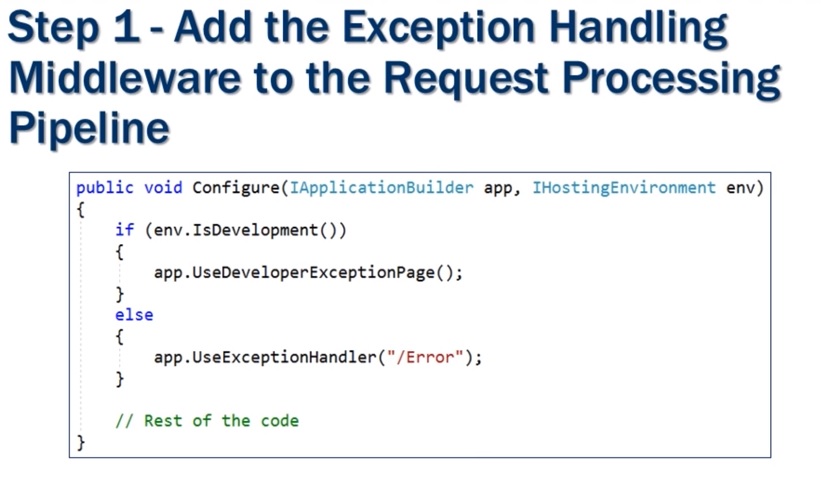 Step 1 - Add the Exception Handling
Middleware to the Request Processing
Pipeline
public void Configure(IApplicationBuilder app, IHostingEnvironment env)
{
    if (env.IsDevelopment())
    {
        app.UseDeveloperExceptionPage();
    }
    else
    {
        app.UseExceptionHandler("/Error");
    }
    // Rest of the code
}